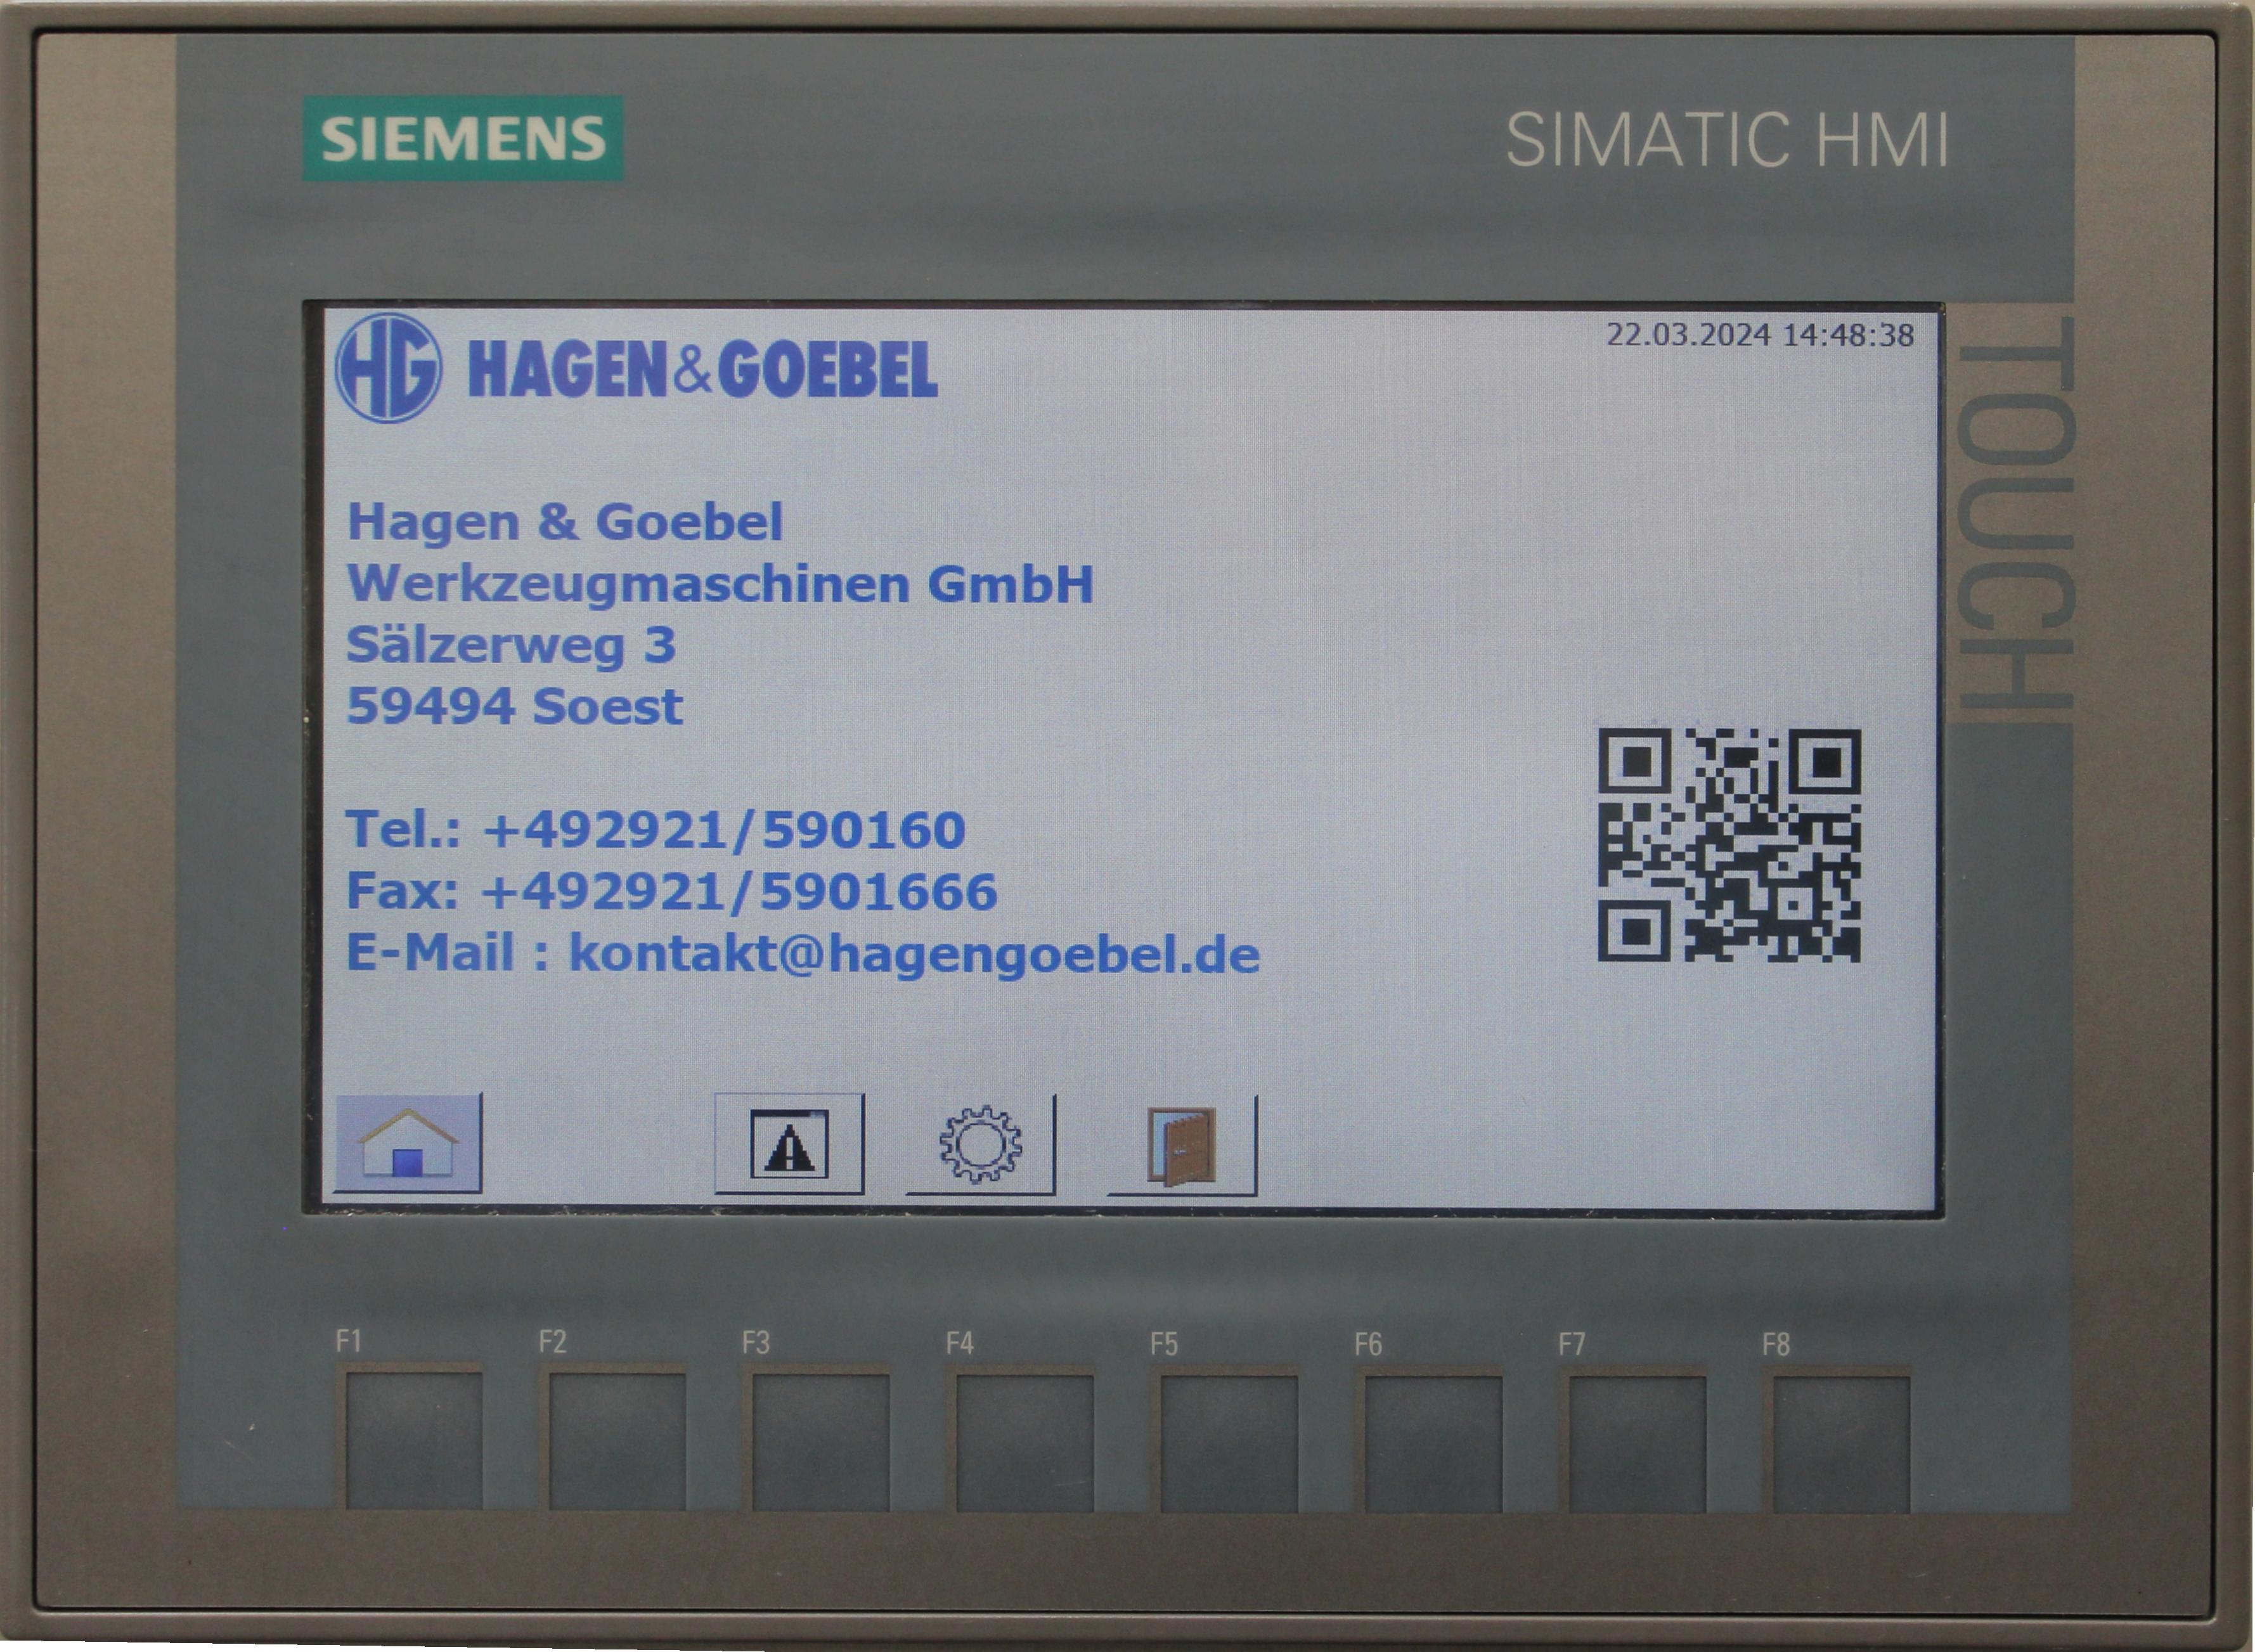 SIEMENS
SIMATIC HMI
TOUCH
HG HAGEN&GOEBEL
22.03.2024 14:48:38
Hagen & Goebel
Werkzeugmaschinen GmbH
Sälzerweg 3
59494 Soest
Tel.: +492921/590160
Fax: +492921/5901666
E-Mail : kontakt@hagengoebel.de
F1 F2 F3 F4 F5 F6 F7 F8